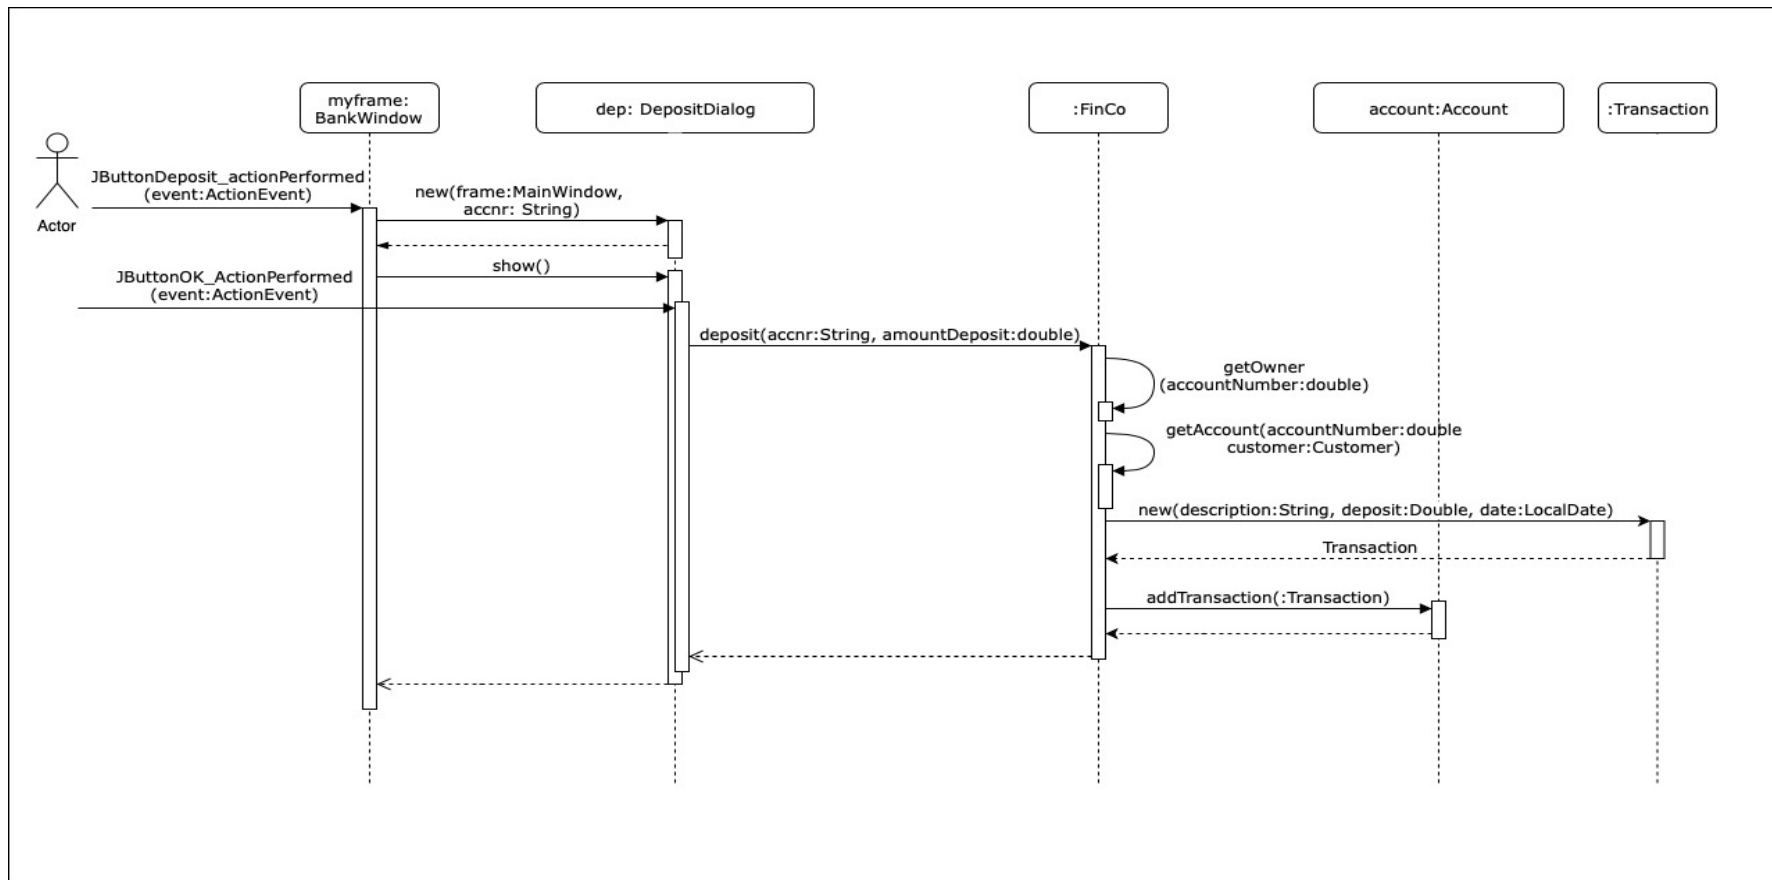 myframe:
BankWindow
dep: DepositDialog
:FinCo
account:Account
:Transaction
Actor
JButtonDeposit_actionPerformed
(event:ActionEvent)
new(frame:MainWindow,
accnr: String)
show()
JButtonOK_ActionPerformed
(event:ActionEvent)
deposit(accnr:String, amountDeposit:double)
getOwner
(accountNumber:double)
getAccount(accountNumber:double
customer:Customer)
new(description:String, deposit:Double, date:LocalDate)
Transaction
addTransaction(:Transaction)